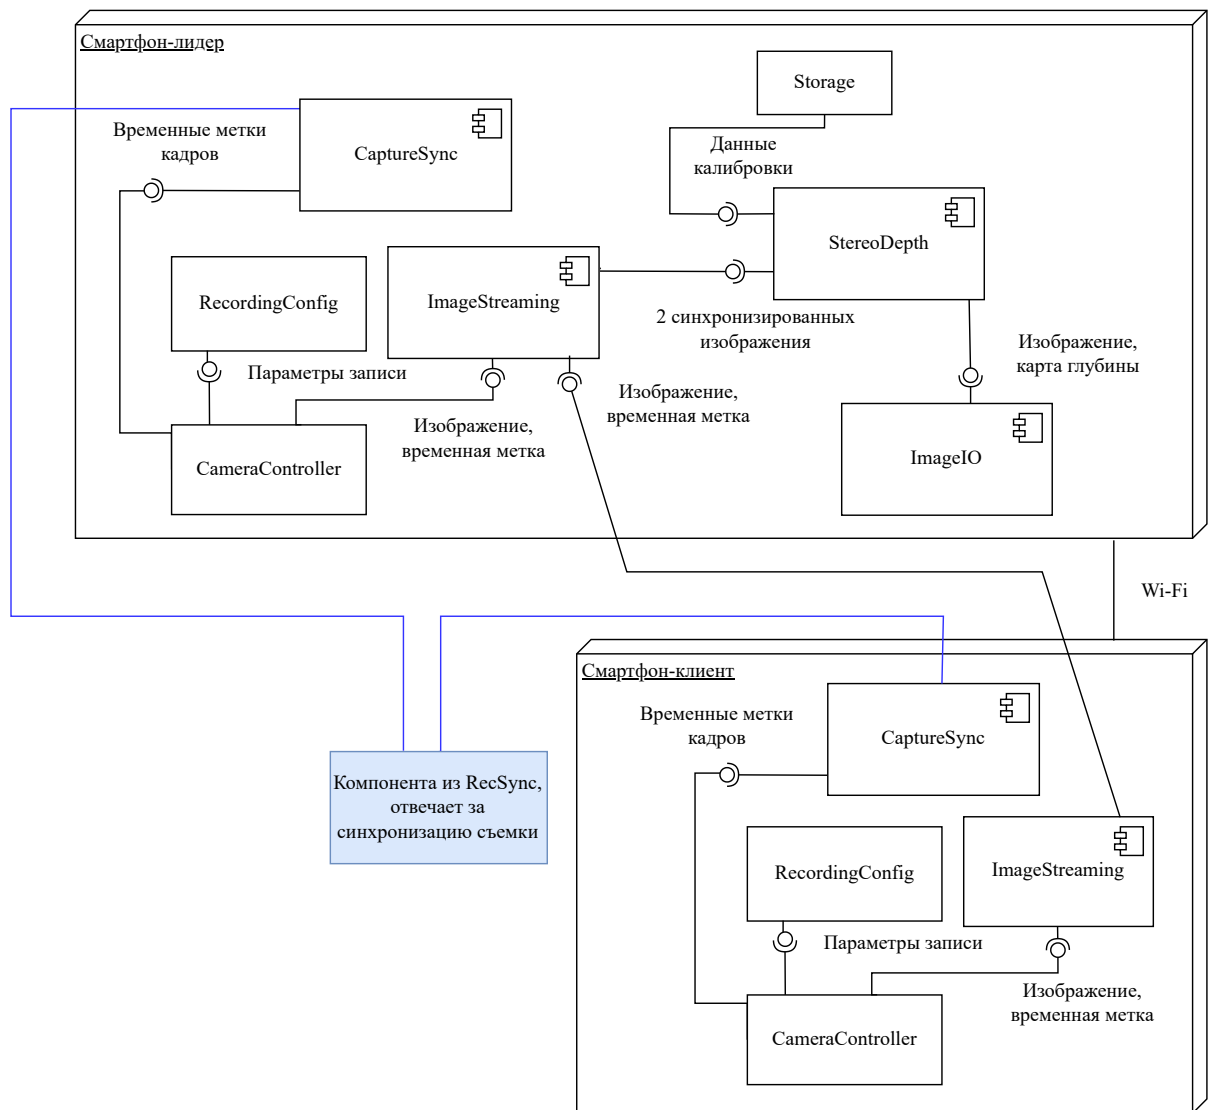 Смартфон-лидер
Storage
Временные метки
кадров
CaptureSync
Данные
калибровки
StereoDepth
RecordingConfig
ImageStreaming
2 синхронизированных
изображения
Параметры записи
Изображение,
временная метка
Изображение,
временная метка
Изображение,
карта глубины
CameraController
ImageIO
Wi-Fi
Смартфон-клиент
Временные метки
кадров
CaptureSync
Компонента из RecSync,
отвечает за
синхронизацию съемки
RecordingConfig
ImageStreaming
Параметры записи
Изображение,
временная метка
CameraController